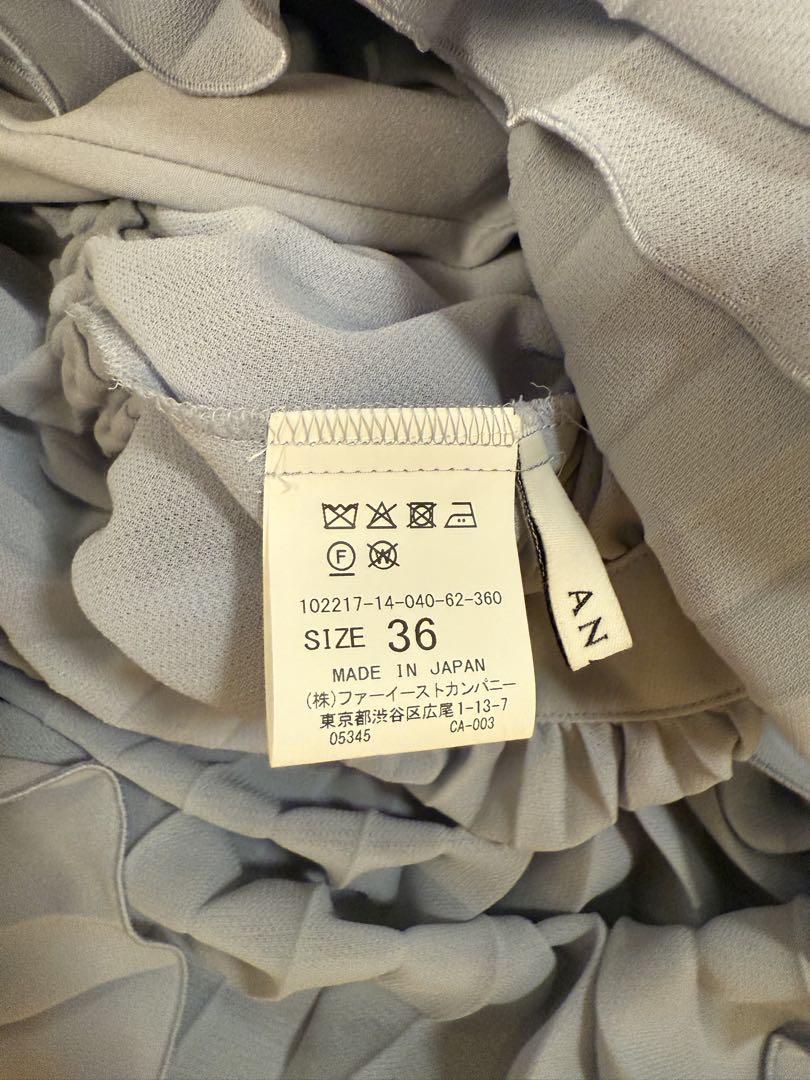 F
W
102217-14-040-62-360
SIZE 36
MADE IN JAPAN
(株)ファーイーストカンパニー
東京都渋谷区広尾1-13-7
05345 CA-003
AN